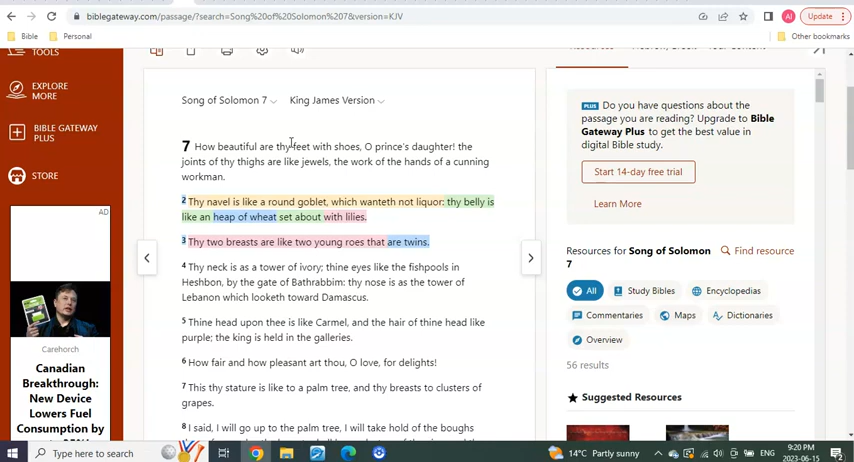 biblegateway.com/passage/?search=Song%20of%20Solomon%207&version=KJV
AI
Update
Bible
Personal
Other bookmarks
TOOLS
EXPLORE
MORE
BIBLE GATEWAY
PLUS
STORE
AD
Carehorch
Canadian
Breakthrough:
New Device
Lowers Fuel
Consumption by
Song of Solomon 7
King James Version
7 How beautiful are thy feet with shoes, O prince's daughter! the
joints of thy thighs are like jewels, the work of the hands of a cunning
workman.
2 Thy navel is like a round goblet, which wanteth not liquor: thy belly is
like an heap of wheat set about with lilies.
3 Thy two breasts are like two young roes that are twins.
4 Thy neck is as a tower of ivory; thine eyes like the fishpools in
Heshbon, by the gate of Bathrabbim: thy nose is as the tower of
Lebanon which looketh toward Damascus.
5 Thine head upon thee is like Carmel, and the hair of thine head like
purple; the king is held in the galleries.
6 How fair and how pleasant art thou, O love, for delights!
7 This thy stature is like to a palm tree, and thy breasts to clusters of
grapes.
8 I said, I will go up to the palm tree, I will take hold of the boughs
PLUS Do you have questions about the
passage you are reading? Upgrade to Bible
Gateway Plus to get the best value in
digital Bible study.
Start 14-day free trial
Learn More
Resources for Song of Solomon
7
Find resource
All
Study Bibles
Encyclopedias
Commentaries
Maps
Dictionaries
Overview
56 results
Suggested Resources
Type here to search
14°C Partly sunny
ENG
9:20 PM
2023-06-15
2